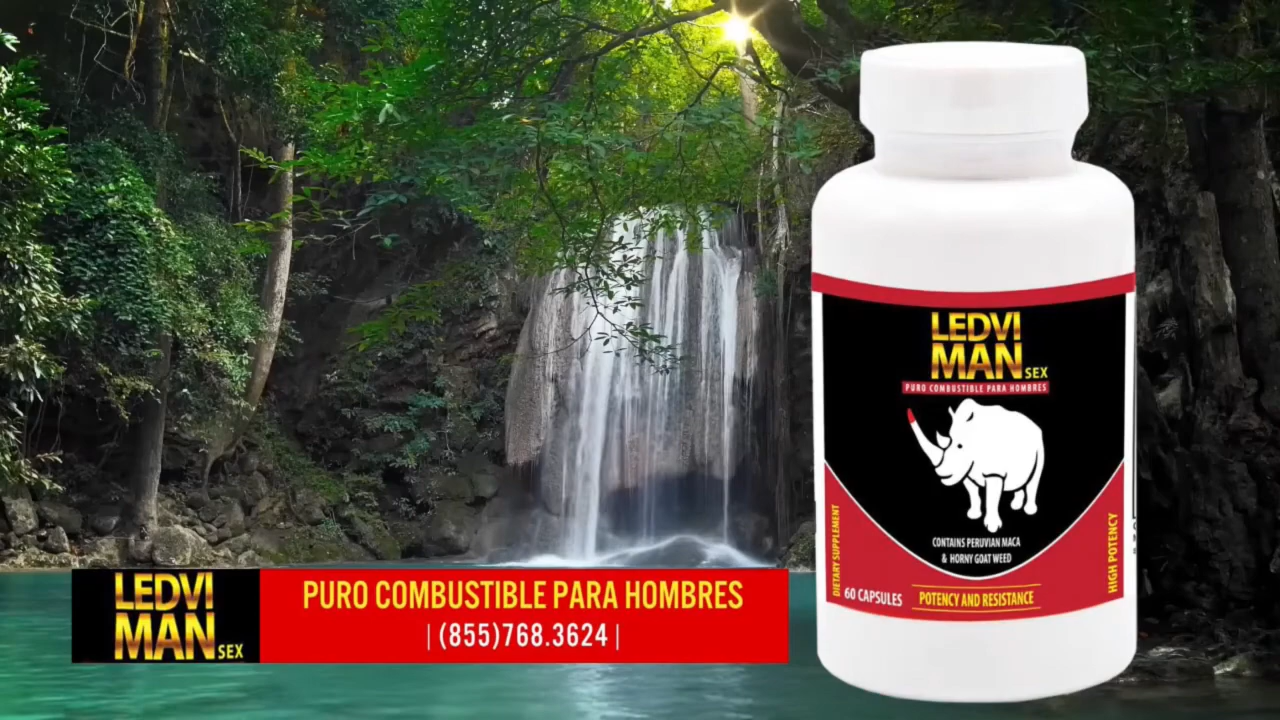 LEDVI
MAN SEX
PURO COMBUSTIBLE PARA HOMBRES
CONTAINS PERUVIAN MACA
& HORNY GOAT WEED
DIETARY SUPPLEMENT
60 CAPSULES
POTENCY AND RESISTANCE
HIGH POTENCY
LEDVI
MAN SEX
PURO COMBUSTIBLE PARA HOMBRES
| (855)768.3624 |